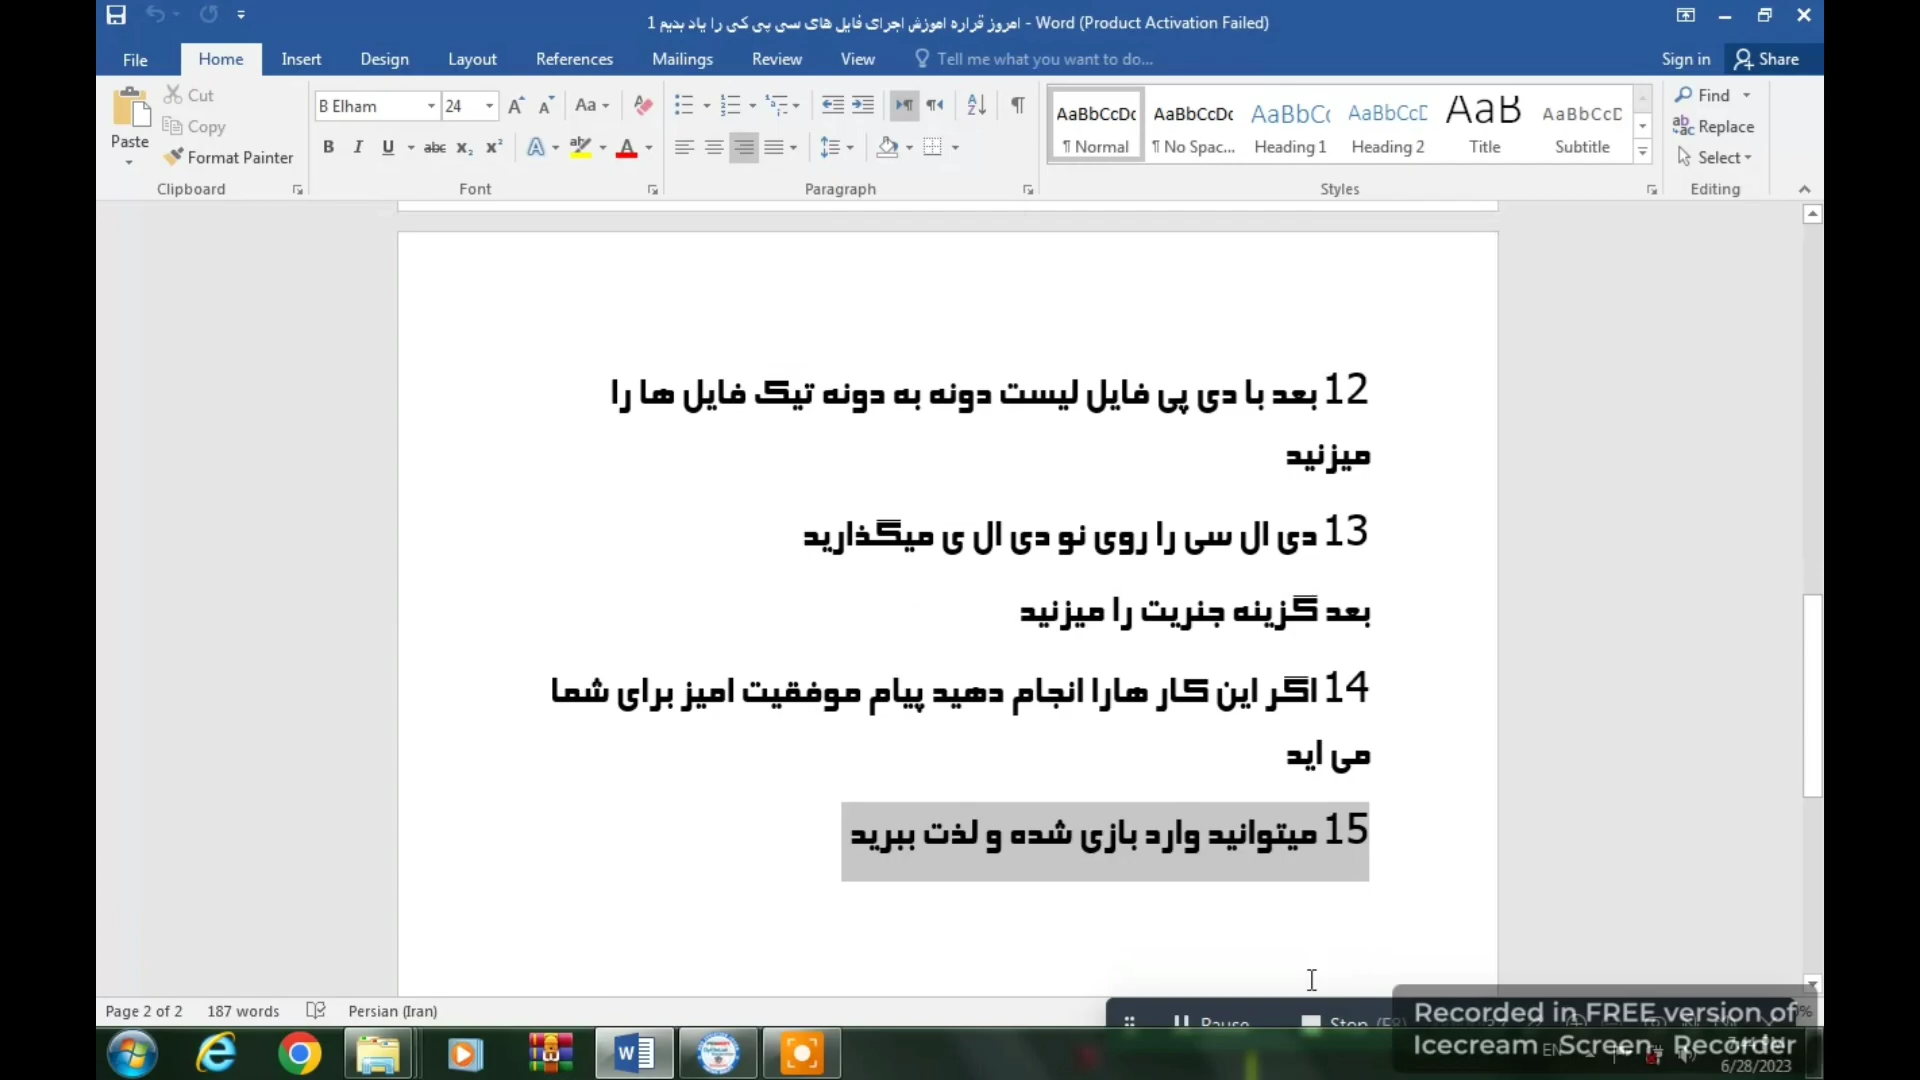 امروز قراره اموزش اجرای فایل های سی پی کی را یاد بدیم 1 - Word (Product Activation Failed)
File Home Insert Design Layout References Mailings Review View Tell me what you want to do... Sign in Share
Paste
Cut
Copy
Format Painter
Clipboard
B Elham 24
Font
Paragraph
AaBbCcDc AaBbCcDc AaBbCc AaBbCcD AaB AaBbCcD
¶ Normal ¶ No Spac... Heading 1 Heading 2 Title Subtitle
Styles
Find
Replace
Select
Editing
12 بعد با دی پی فایل لیست دونه به دونه تیک فایل ها را
میزنید
13 دی ال سی را روی نو دی ال ی میگذارید
بعد گزینه جنریت را میزنید
14 اگر این کار هارا انجام دهید پیام موفقیت امیز برای شما
می اید
15 میتوانید وارد بازی شده و لذت ببرید
Page 2 of 2 187 words Persian (Iran)
Pause Stop
Recorded in FREE version of
Icecream Screen Recorder
EN
6/28/2023